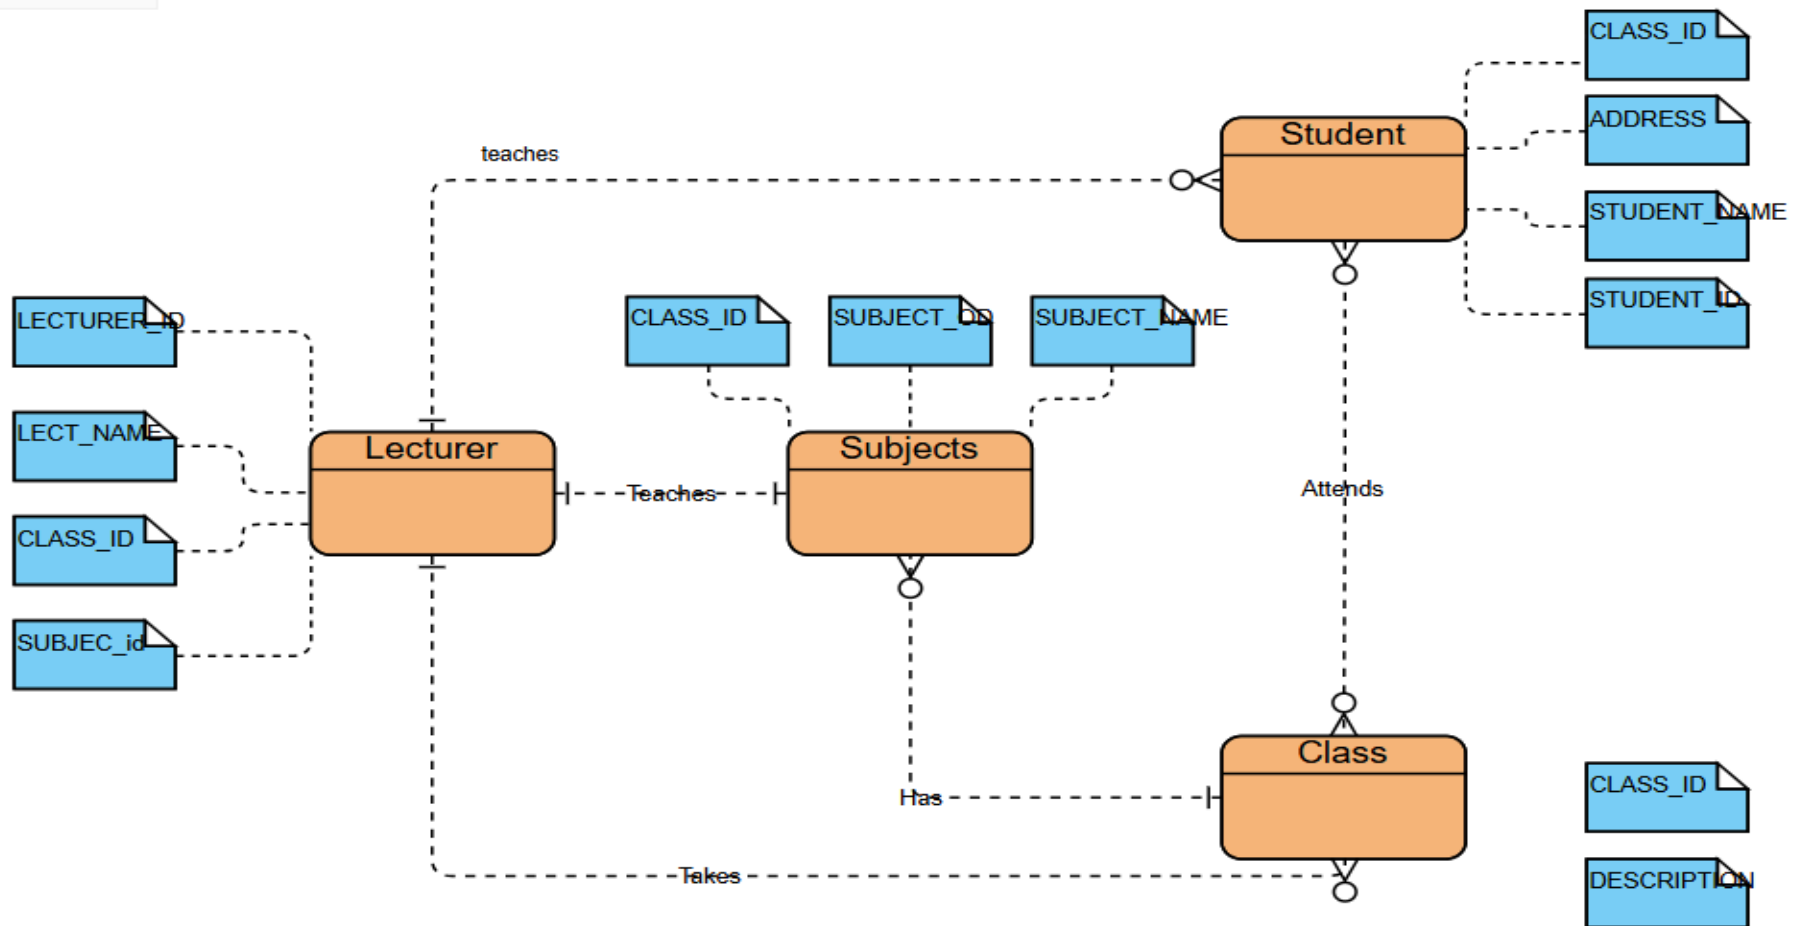 CLASS_ID
ADDRESS
STUDENT_NAME
STUDENT_ID
Student
teaches
LECTURER_ID
LECT_NAME
CLASS_ID
SUBJEC_id
CLASS_ID
SUBJECT_NAME
Lecturer
Subjects
Teaches
Attends
Class
Has
Takes
CLASS_ID
DESCRIPTION